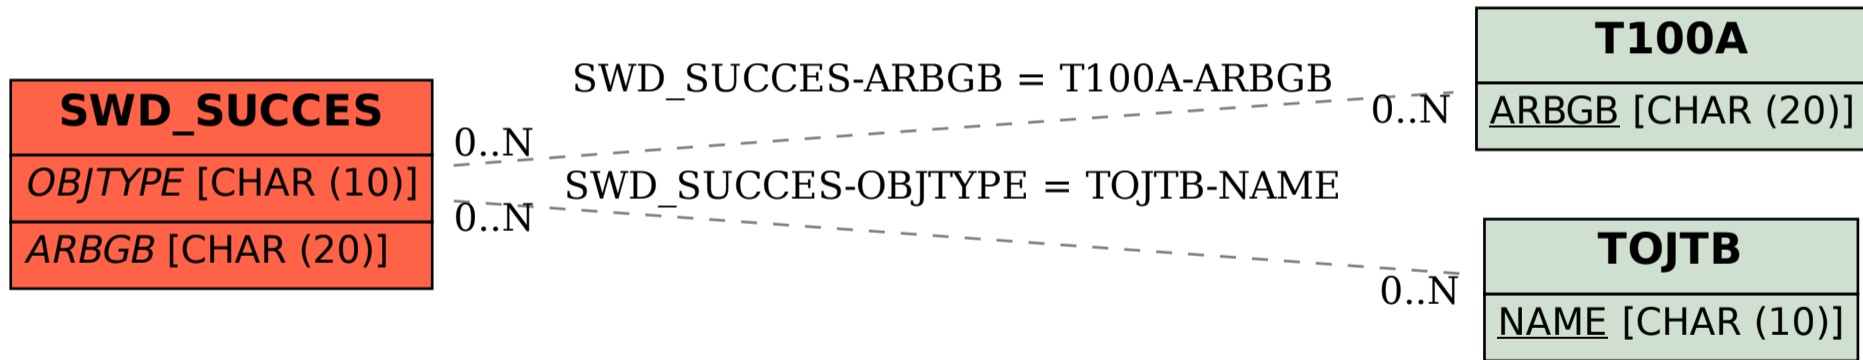 SWD_SUCCES
OBJTYPE [CHAR (10)]
ARBGB [CHAR (20)]
SWD_SUCCES-ARBGB = T100A-ARBGB
0..N
0..N
SWD_SUCCES-OBJTYPE = TOJTB-NAME
0..N
0..N
T100A
ARBGB [CHAR (20)]
TOJTB
NAME [CHAR (10)]